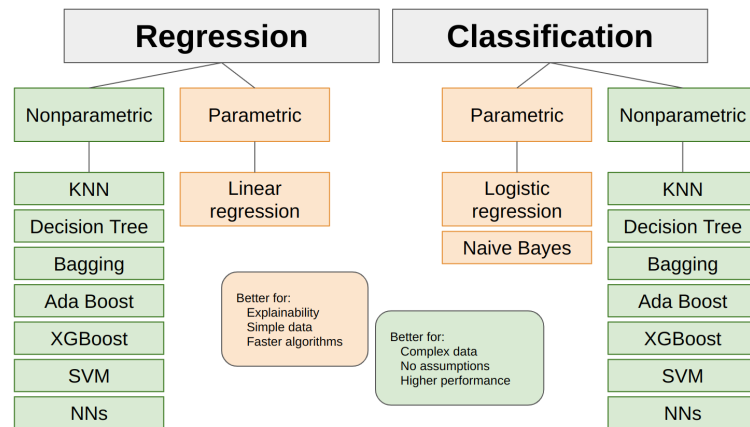 Regression
Classification
Nonparametric
Parametric
Parametric
Nonparametric
KNN
Decision Tree
Bagging
Ada Boost
XGBoost
SVM
NNs
Linear
regression
Logistic
regression
Naive Bayes
KNN
Decision Tree
Bagging
Ada Boost
XGBoost
SVM
NNs
Better for:
Explainability
Simple data
Faster algorithms
Better for:
Complex data
No assumptions
Higher performance